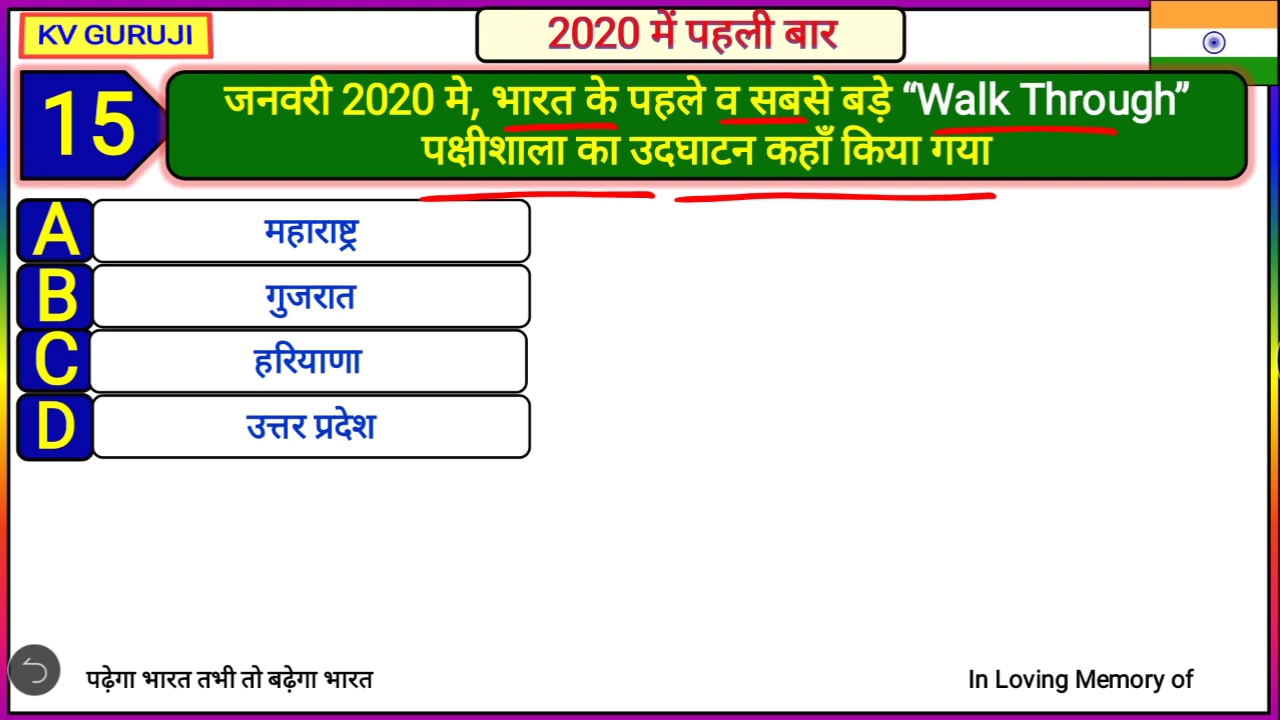 KV GURUJI
2020 में पहली बार
15
जनवरी 2020 मे, भारत के पहले व सबसे बड़े “Walk Through”
पक्षीशाला का उदघाटन कहाँ किया गया
A महाराष्ट्र
B गुजरात
C हरियाणा
D उत्तर प्रदेश
पढ़ेगा भारत तभी तो बढ़ेगा भारत
In Loving Memory of